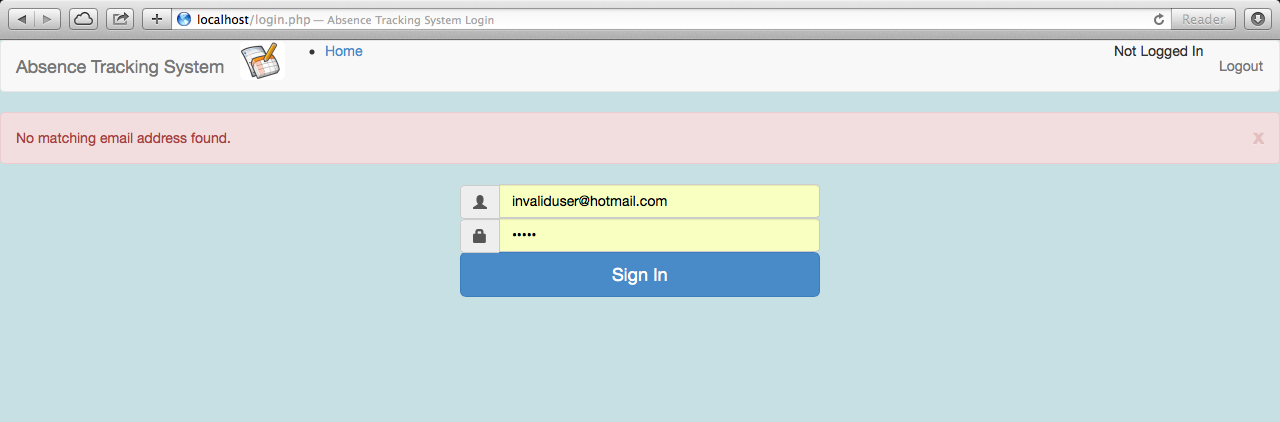 localhost/login.php — Absence Tracking System Login
Reader
Absence Tracking System
• Home
Not Logged In
Logout
No matching email address found.
x
invaliduser@hotmail.com
•••••
Sign In